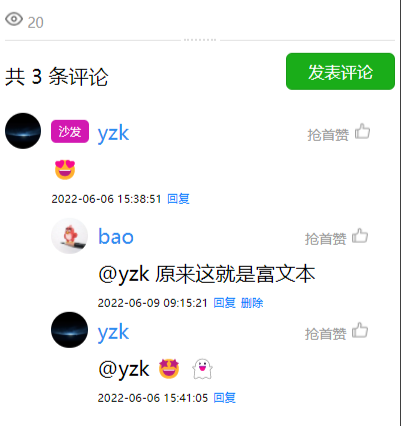 20
共 3 条评论
发表评论
沙发 yzk
抢首赞
😍
2022-06-06 15:38:51 回复
bao
抢首赞
@yzk 原来这就是富文本
2022-06-09 09:15:21 回复 删除
yzk
抢首赞
@yzk 🤩 👻
2022-06-06 15:41:05 回复